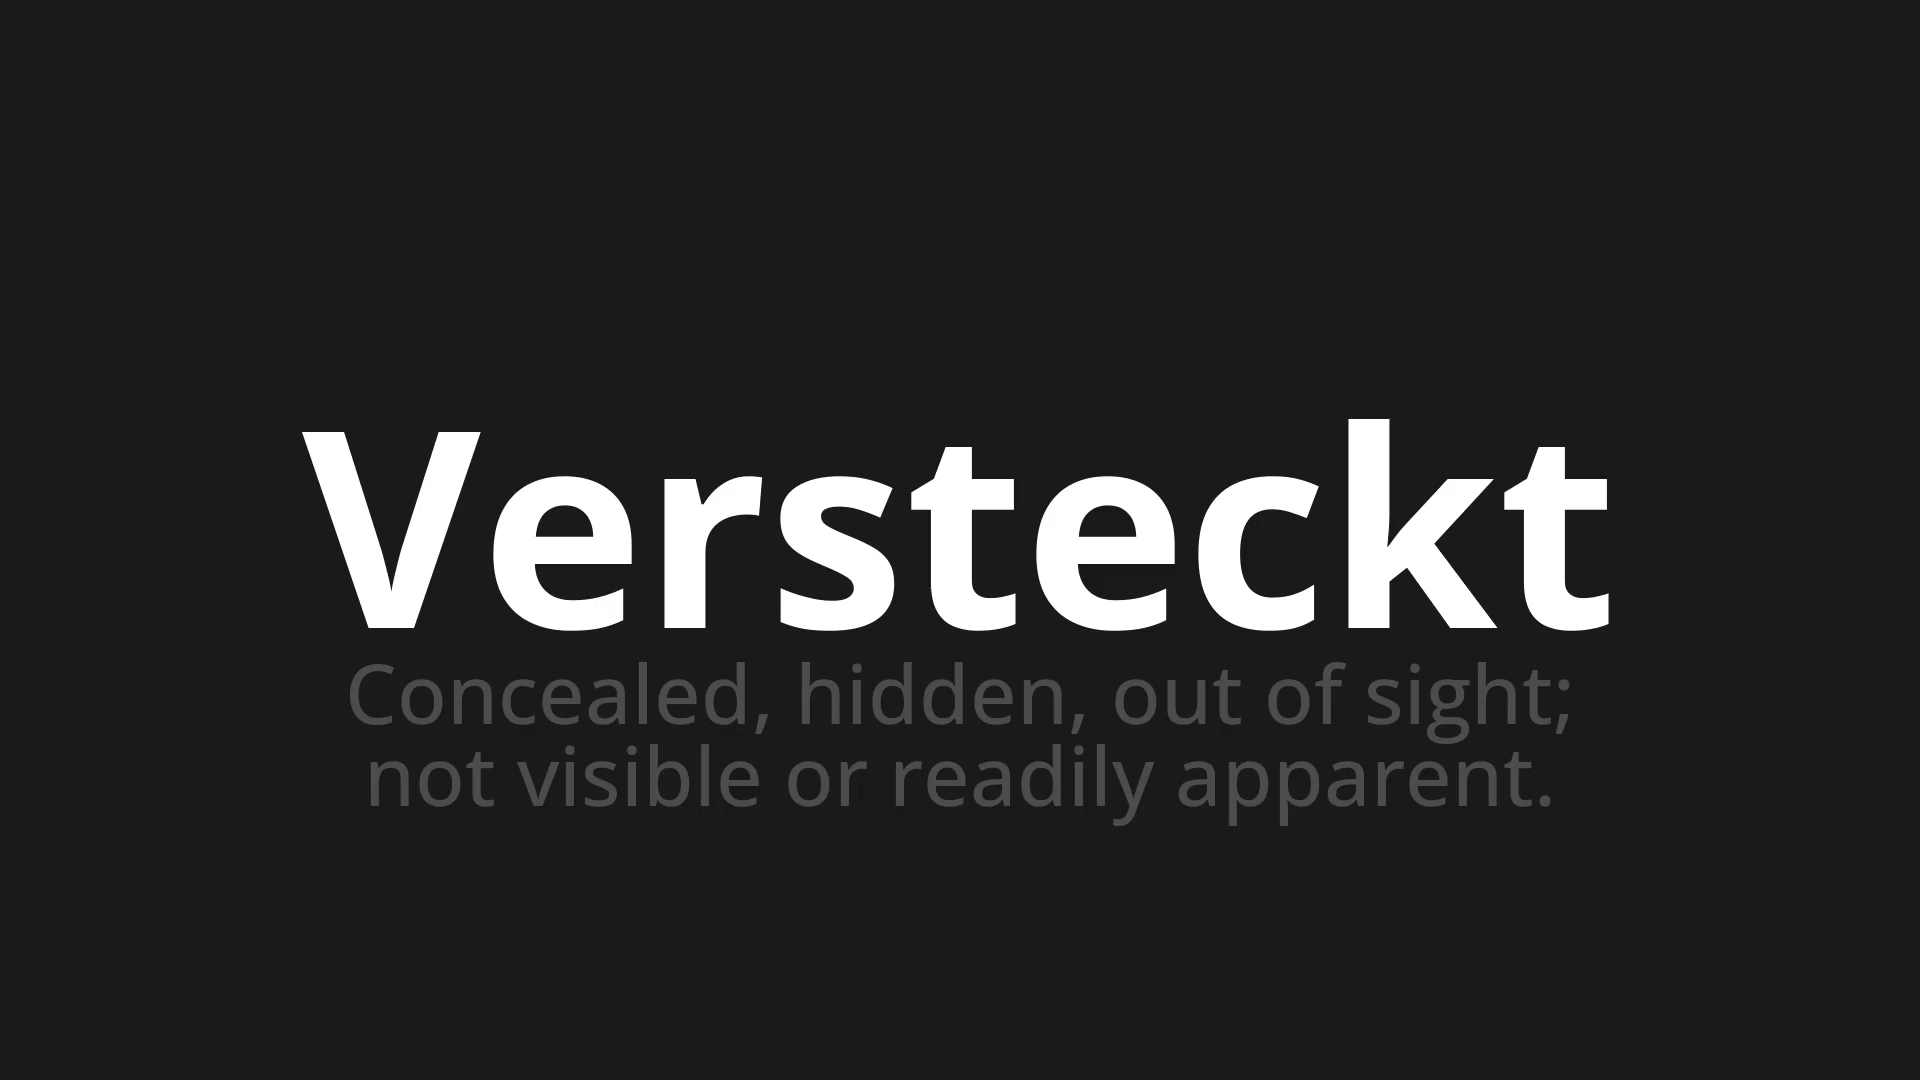 Versteckt
Concealed, hidden, out of sight;
not visible or readily apparent.